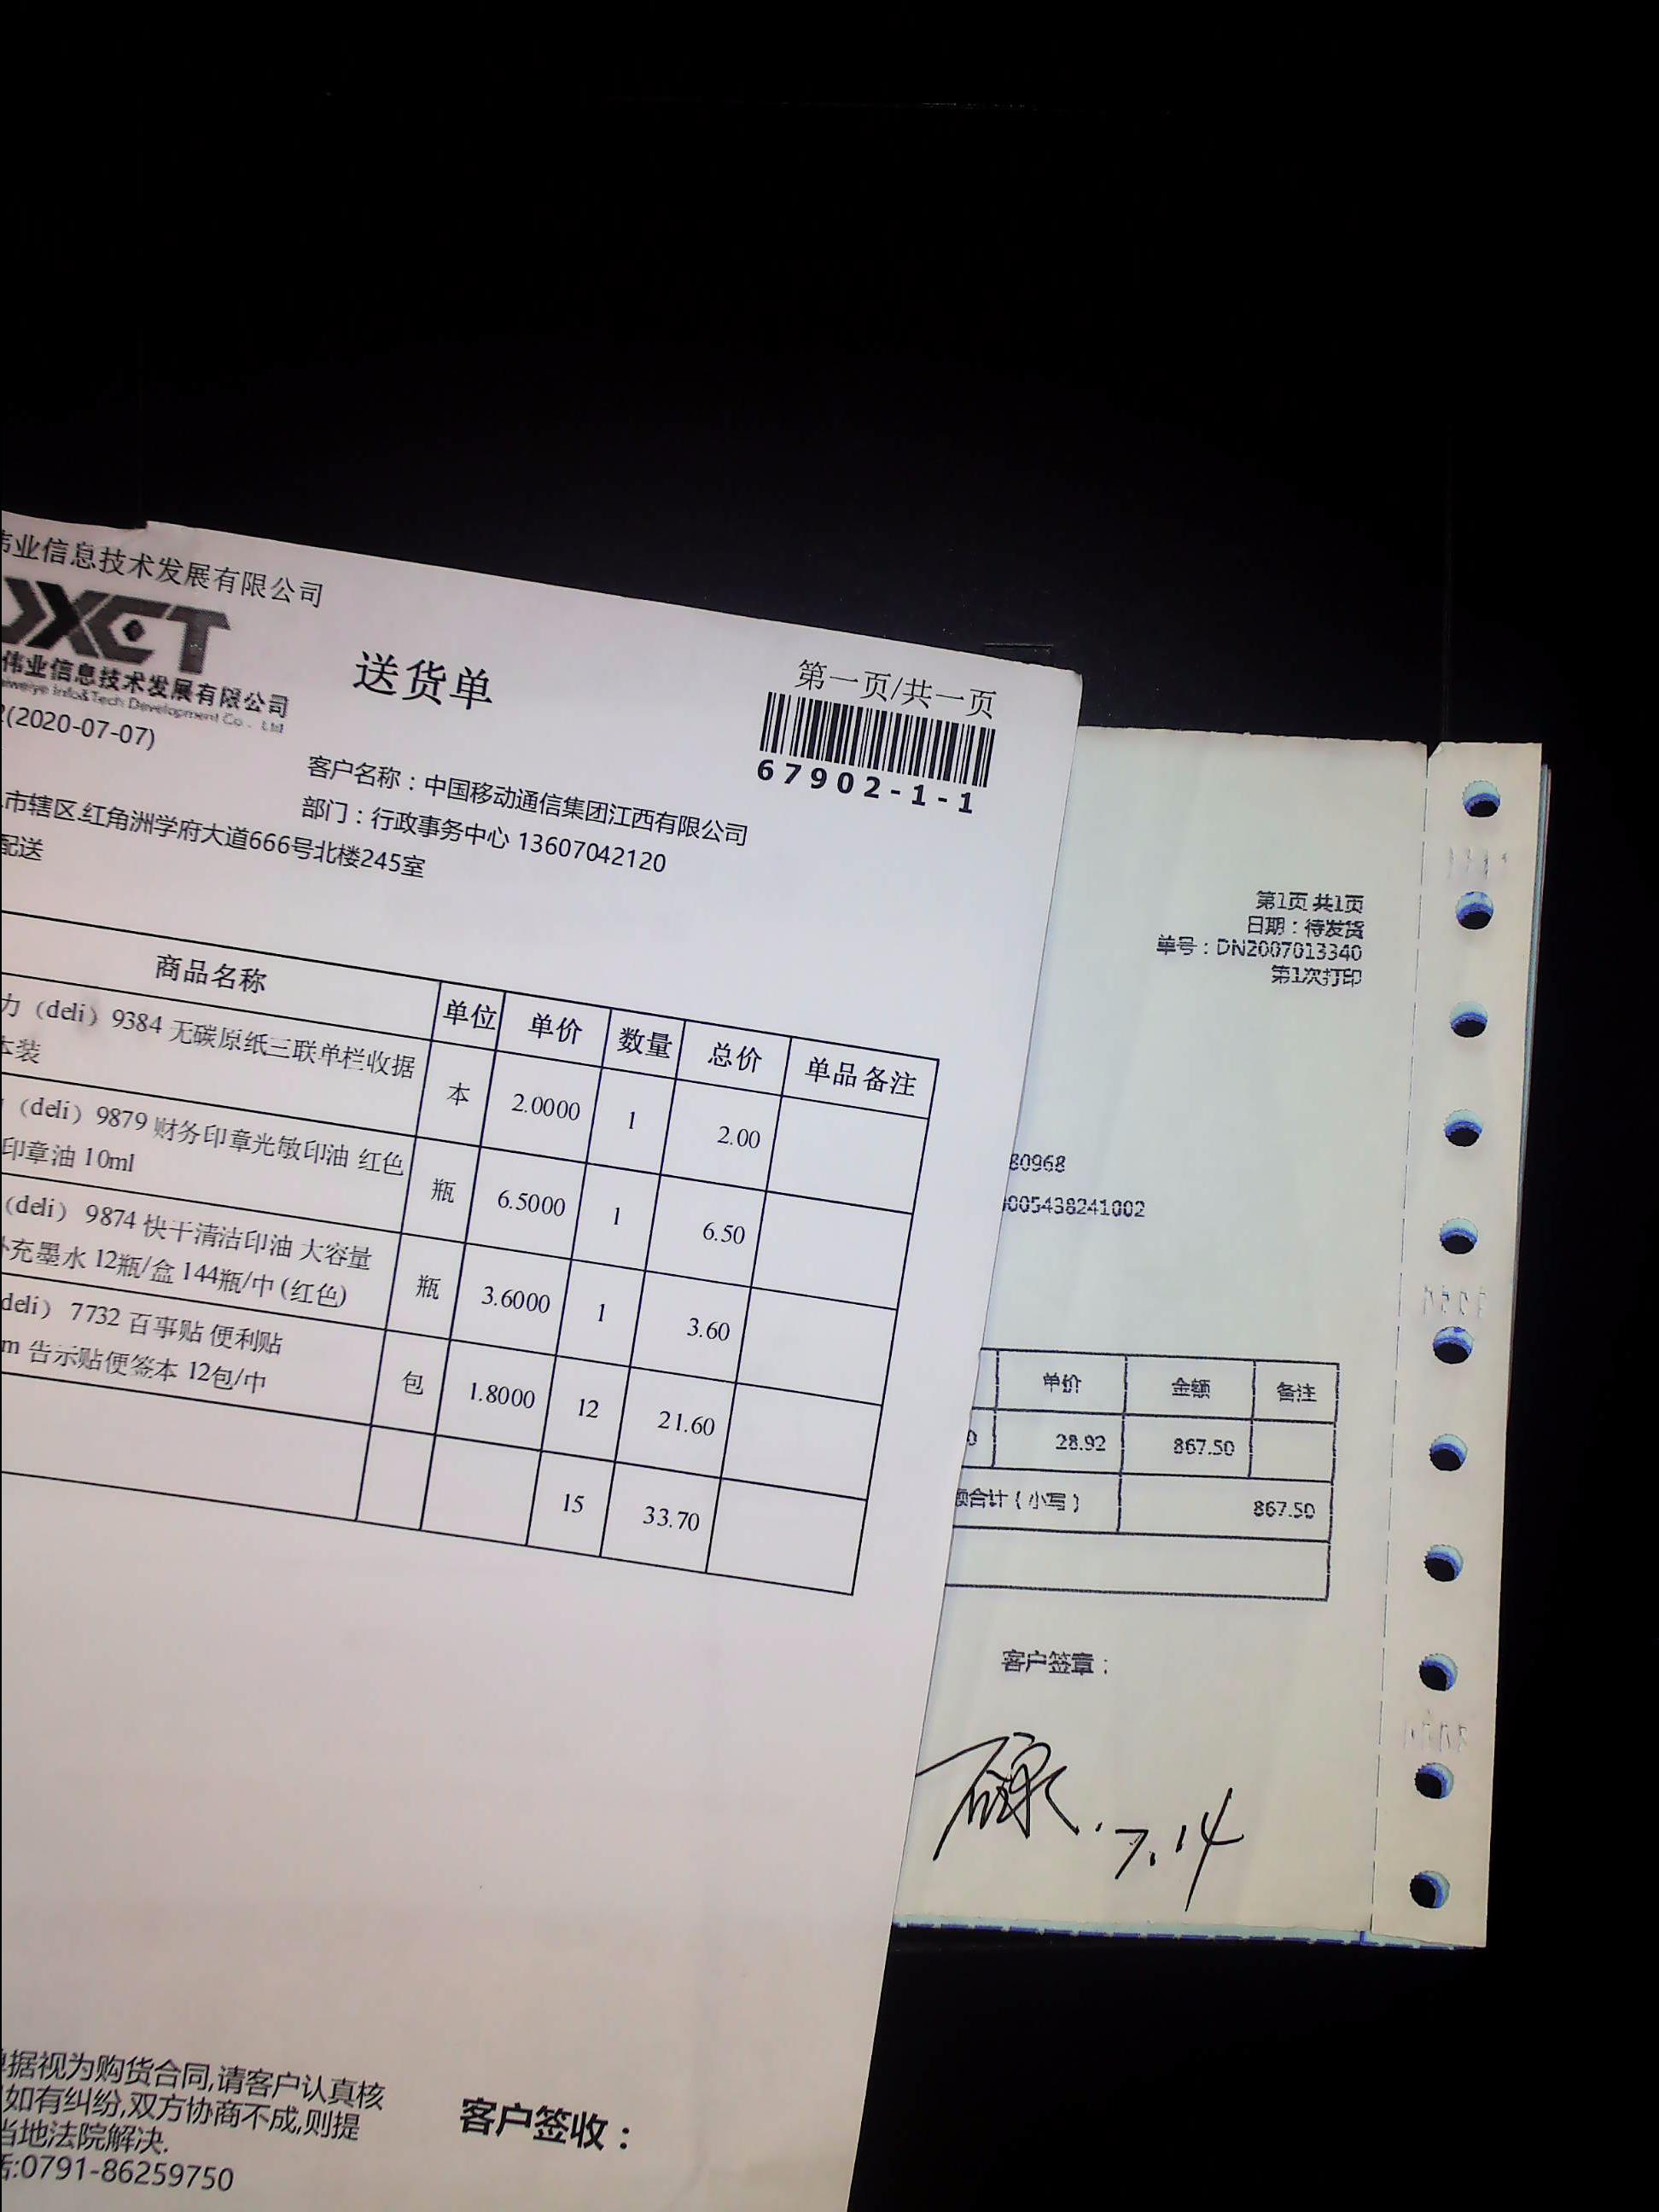 伟业信息技术发展有限公司
伟业信息技术发展有限公司
Info&Tech Development Co., Ltd
送货单
第一页/共一页
67902-1-1
(2020-07-07)
客户名称：中国移动通信集团江西有限公司
部门：行政事务中心 13607042120
市辖区.红角洲学府大道666号北楼245室
配送
商品名称 单位 单价 数量 总价 单品备注
力（deli）9384 无碳原纸三联单栏收据
本装
本 2.0000 1 2.00
（deli）9879 财务印章光敏印油 红色
印章油 10ml
瓶 6.5000 1 6.50
（deli）9874 快干清洁印油 大容量
补充墨水 12瓶/盒 144瓶/中 (红色)
瓶 3.6000 1 3.60
deli） 7732 百事贴 便利贴
m 告示贴便签本 12包/中
包 1.8000 12 21.60
15 33.70
据视为购货合同,请客户认真核
如有纠纷,双方协商不成,则提
当地法院解决.
:0791-86259750
客户签收：
第1页 共1页
日期：待发货
单号：DN2007013340
第1次打印
80968
005438241002
单价 金额 备注
28.92 867.50
额合计（小写） 867.50
客户签章：
7.14